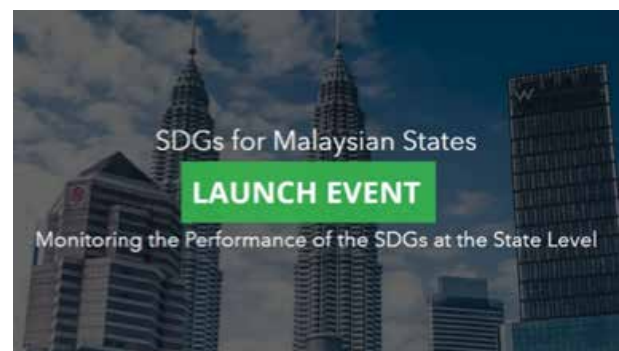 SDGs for Malaysian States
LAUNCH EVENT
Monitoring the Performance of the SDGs at the State Level
W